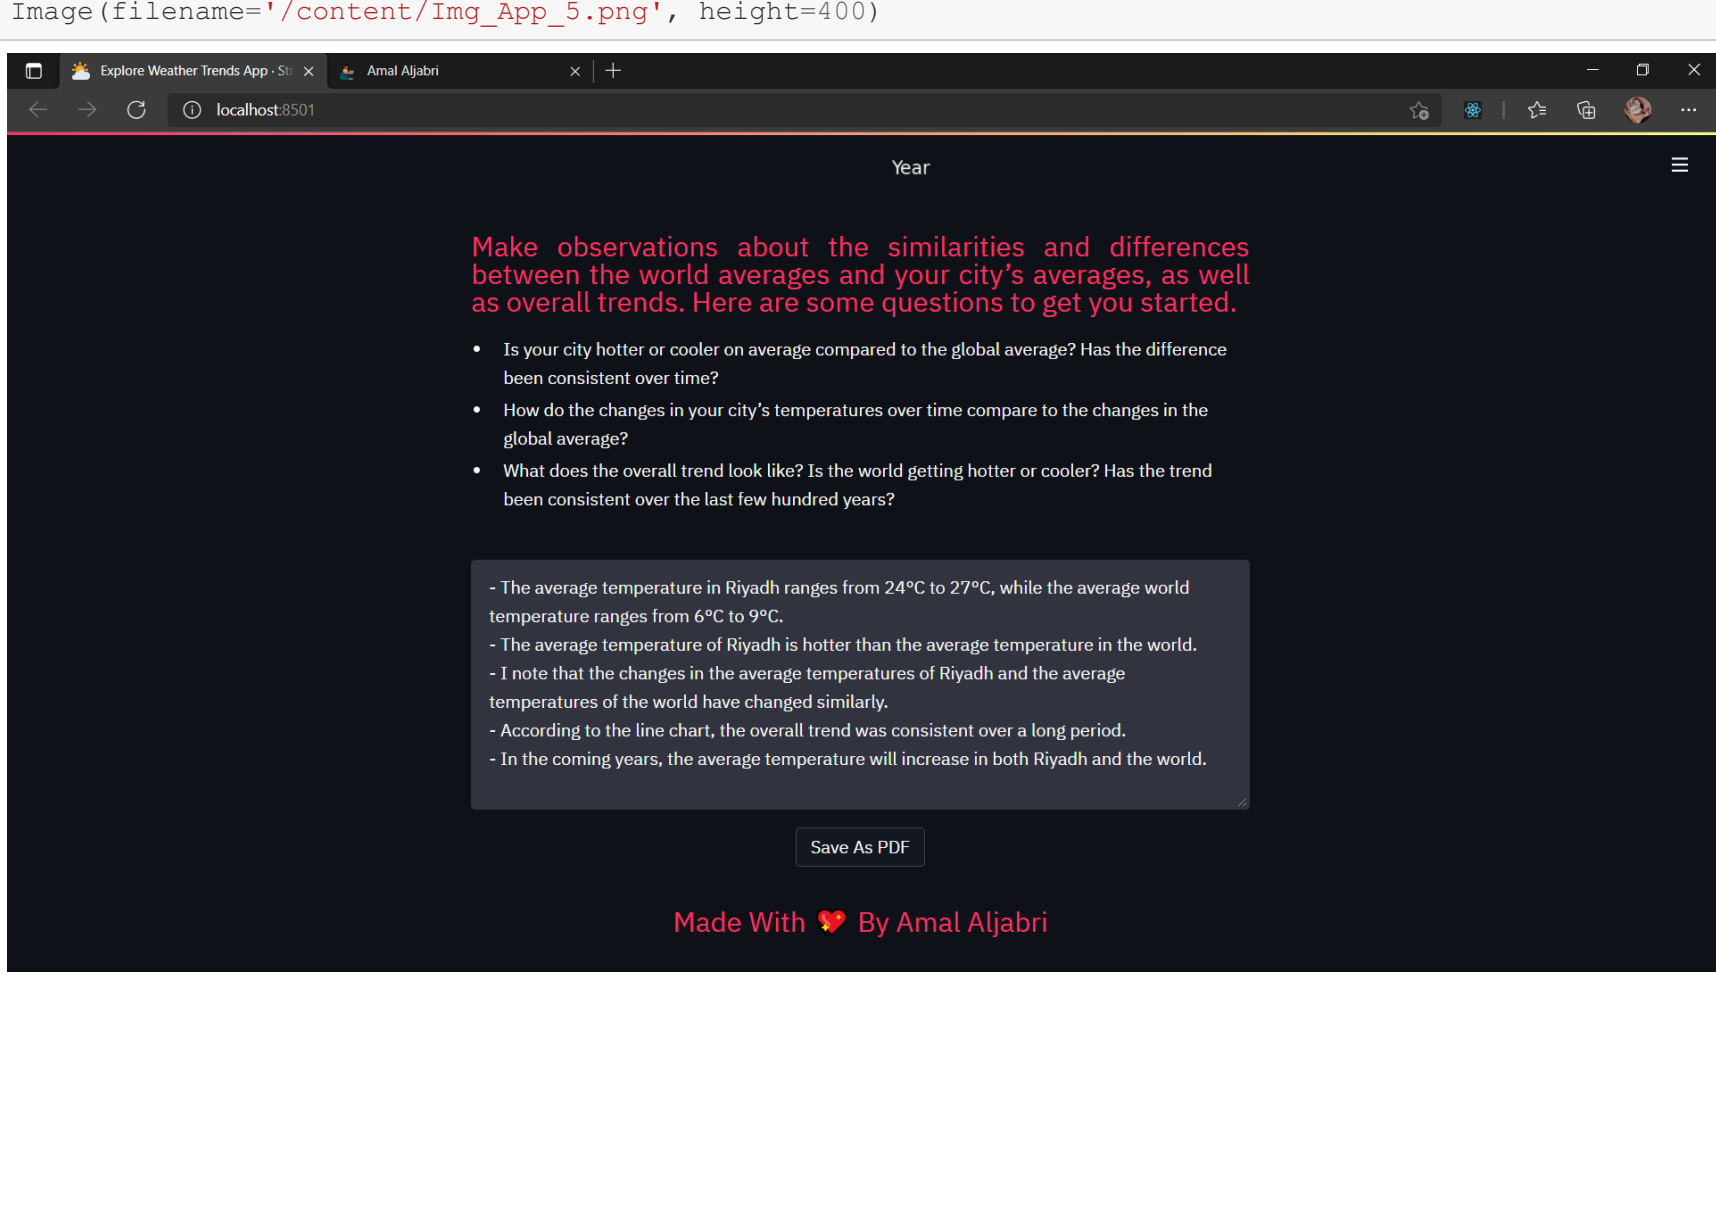 Image(filename='/content/Img_App_5.png', height=400)
Explore Weather Trends App · St
Amal Aljabri
localhost:8501
Year
Make observations about the similarities and differences
between the world averages and your city’s averages, as well
as overall trends. Here are some questions to get you started.
• Is your city hotter or cooler on average compared to the global average? Has the difference
been consistent over time?
• How do the changes in your city’s temperatures over time compare to the changes in the
global average?
• What does the overall trend look like? Is the world getting hotter or cooler? Has the trend
been consistent over the last few hundred years?
- The average temperature in Riyadh ranges from 24°C to 27°C, while the average world
temperature ranges from 6°C to 9°C.
- The average temperature of Riyadh is hotter than the average temperature in the world.
- I note that the changes in the average temperatures of Riyadh and the average
temperatures of the world have changed similarly.
- According to the line chart, the overall trend was consistent over a long period.
- In the coming years, the average temperature will increase in both Riyadh and the world.
Save As PDF
Made With 💖 By Amal Aljabri